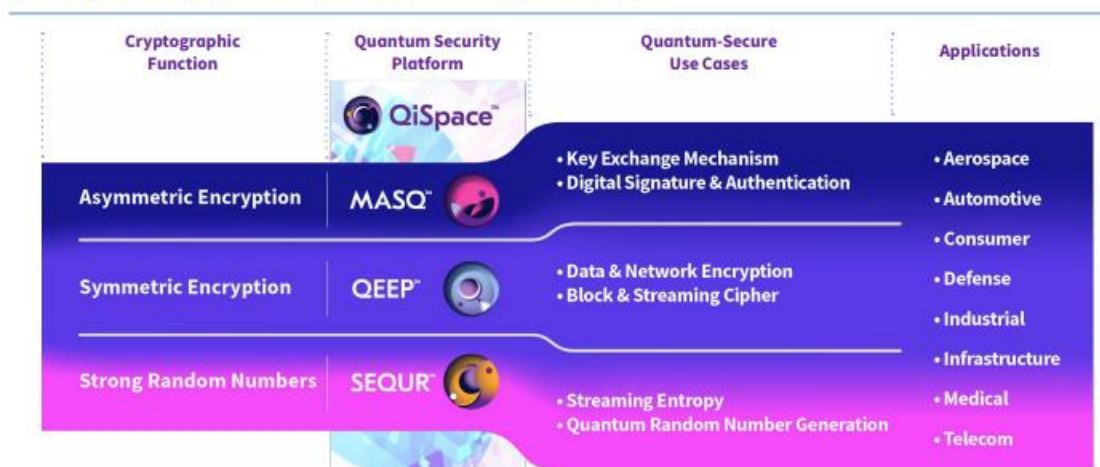 Cryptographic
Function
Quantum Security
Platform
Quantum-Secure
Use Cases
Applications
QiSpace™
Asymmetric Encryption
MASQ™
• Key Exchange Mechanism
• Digital Signature & Authentication
Symmetric Encryption
QEEP™
• Data & Network Encryption
• Block & Streaming Cipher
Strong Random Numbers
SEQUR™
• Streaming Entropy
• Quantum Random Number Generation
• Aerospace
• Automotive
• Consumer
• Defense
• Industrial
• Infrastructure
• Medical
• Telecom